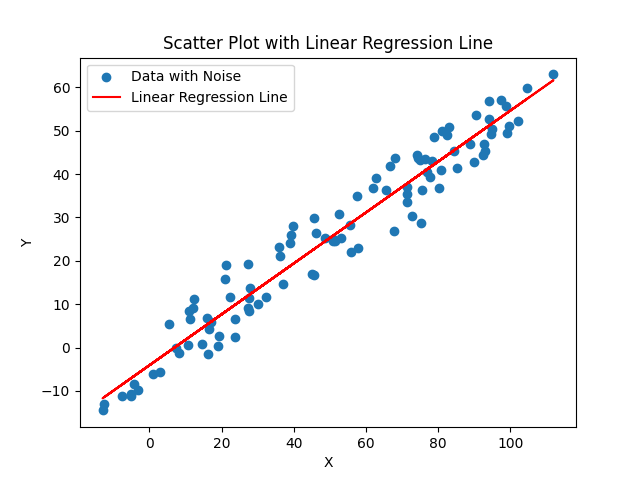 Scatter Plot with Linear Regression Line
Data with Noise
Linear Regression Line
Y
60
50
40
30
20
10
0
−10
0 20 40 60 80 100
X